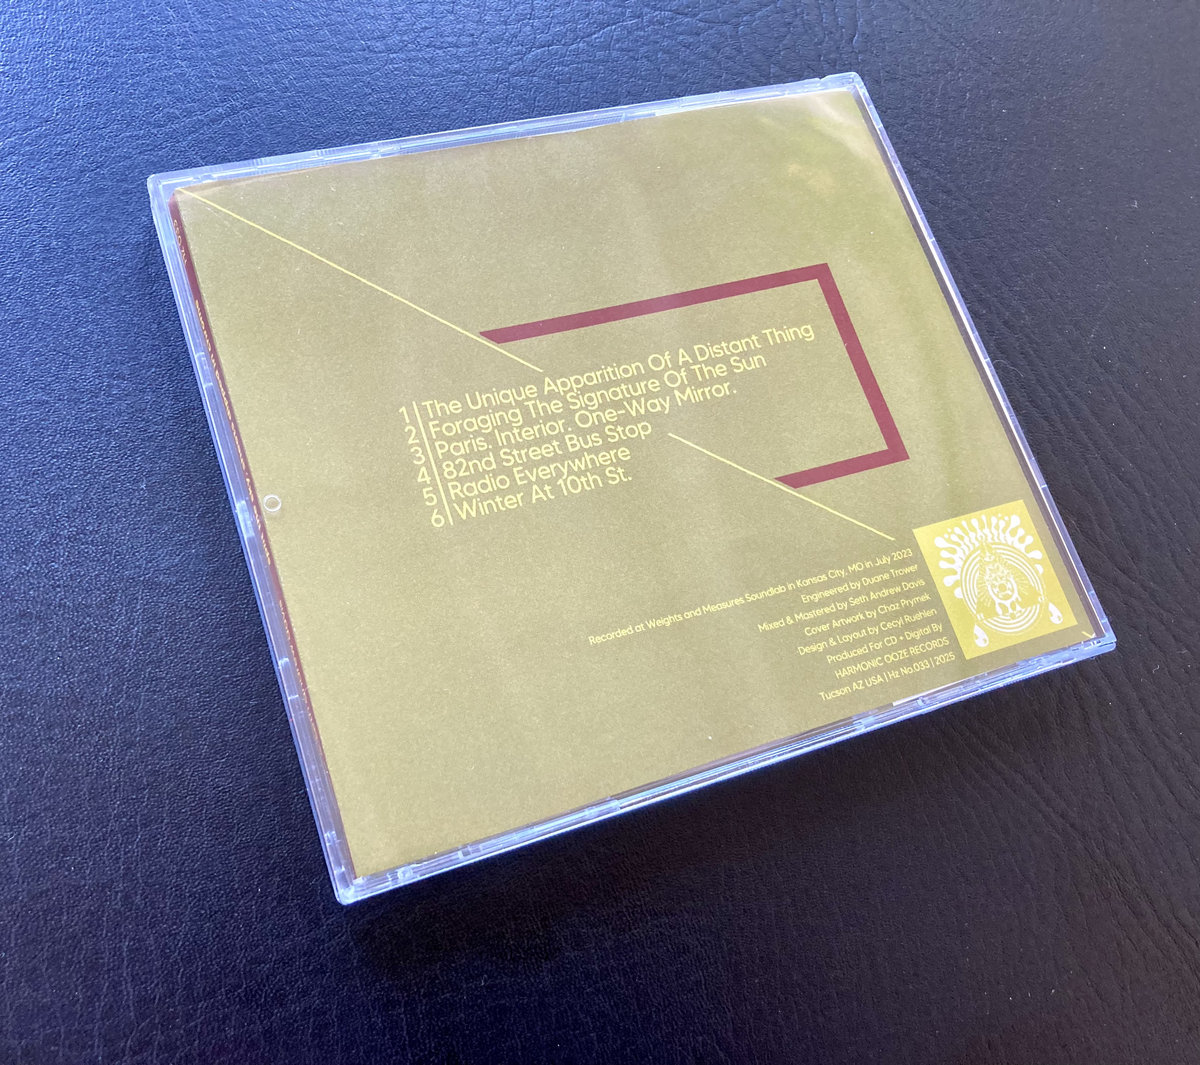 1 | The Unique Apparition Of A Distant Thing
2 | Foraging The Signature Of The Sun
3 | Paris. Interior. One-Way Mirror.
4 | 82nd Street Bus Stop
5 | Radio Everywhere
6 | Winter At 10th St.
Recorded at Weights and Measures Soundlab in Kansas City, MO in July 2023
Engineered by Duane Trower
Mixed & Mastered by Seth Andrew Davis
Cover Artwork by Chaz Prymek
Design & Layout by Cecyl Ruehlen
Produced For CD + Digital By
HARMONIC OOZE RECORDS
Tucson AZ USA | Hz No.033 | 2025